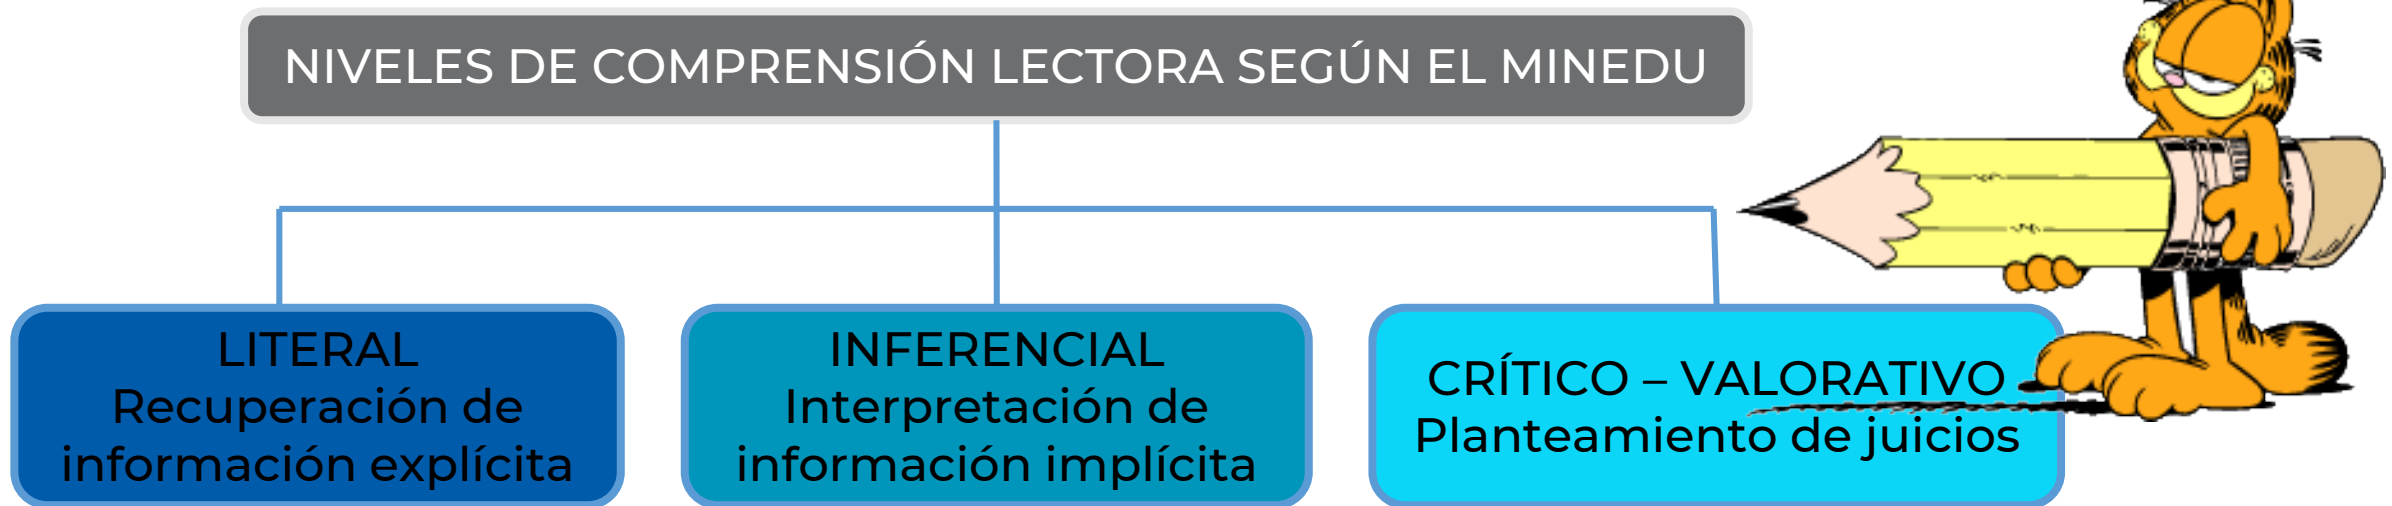 NIVELES DE COMPRENSIÓN LECTORA SEGÚN EL MINEDU
LITERAL
Recuperación de
información explícita
INFERENCIAL
Interpretación de
información implícita
CRÍTICO – VALORATIVO
Planteamiento de juicios